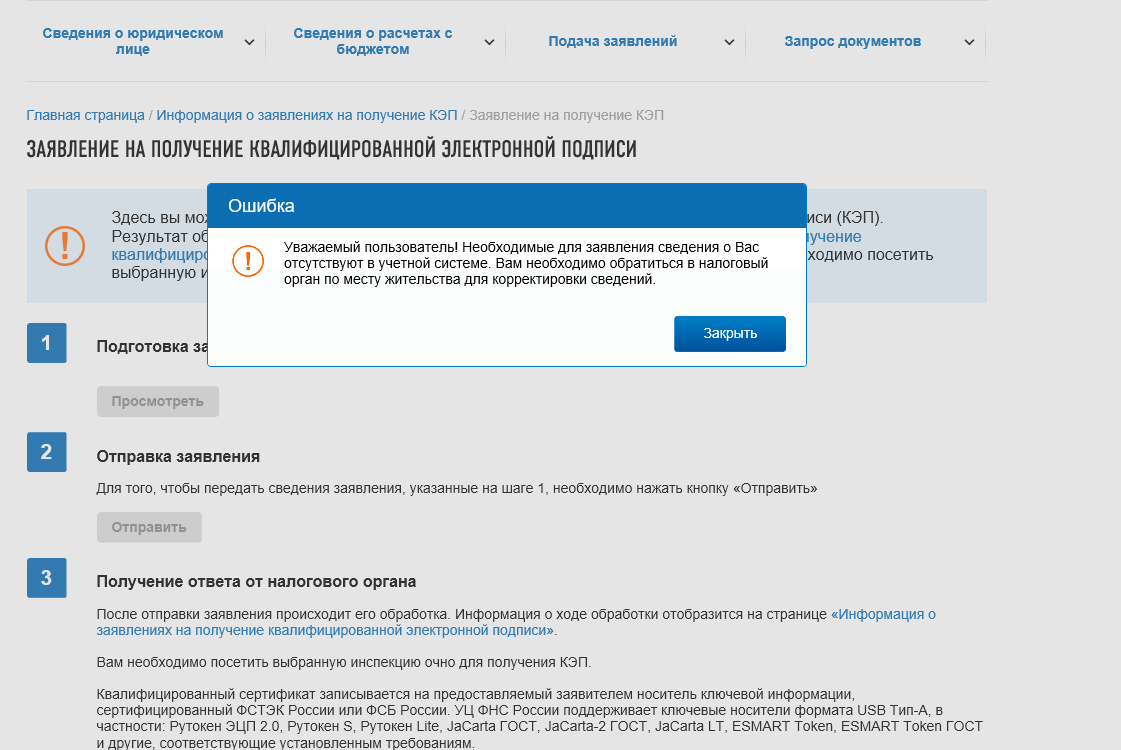 Сведения о юридическом
лице
Сведения о расчетах с
бюджетом
Подача заявлений
Запрос документов
Главная страница / Информация о заявлениях на получение КЭП / Заявление на получение КЭП
ЗАЯВЛЕНИЕ НА ПОЛУЧЕНИЕ КВАЛИФИЦИРОВАННОЙ ЭЛЕКТРОННОЙ ПОДПИСИ
Ошибка
Уважаемый пользователь! Необходимые для заявления сведения о Вас
отсутствуют в учетной системе. Вам необходимо обратиться в налоговый
орган по месту жительства для корректировки сведений.
Закрыть
Здесь вы мо
иси (КЭП).
Результат об
лучение
квалифициро
ходимо посетить
выбранную и
1
Подготовка за
Просмотреть
2
Отправка заявления
Для того, чтобы передать сведения заявления, указанные на шаге 1, необходимо нажать кнопку «Отправить»
Отправить
3
Получение ответа от налогового органа
После отправки заявления происходит его обработка. Информация о ходе обработки отобразится на странице «Информация о
заявлениях на получение квалифицированной электронной подписи».
Вам необходимо посетить выбранную инспекцию очно для получения КЭП.
Квалифицированный сертификат записывается на предоставляемый заявителем носитель ключевой информации,
сертифицированный ФСТЭК России или ФСБ России. УЦ ФНС России поддерживает ключевые носители формата USB Тип-А, в
частности: Рутокен ЭЦП 2.0, Рутокен S, Рутокен Lite, JaCarta ГОСТ, JaCarta-2 ГОСТ, JaCarta LT, ESMART Token, ESMART Token ГОСТ
и другие, соответствующие установленным требованиям.